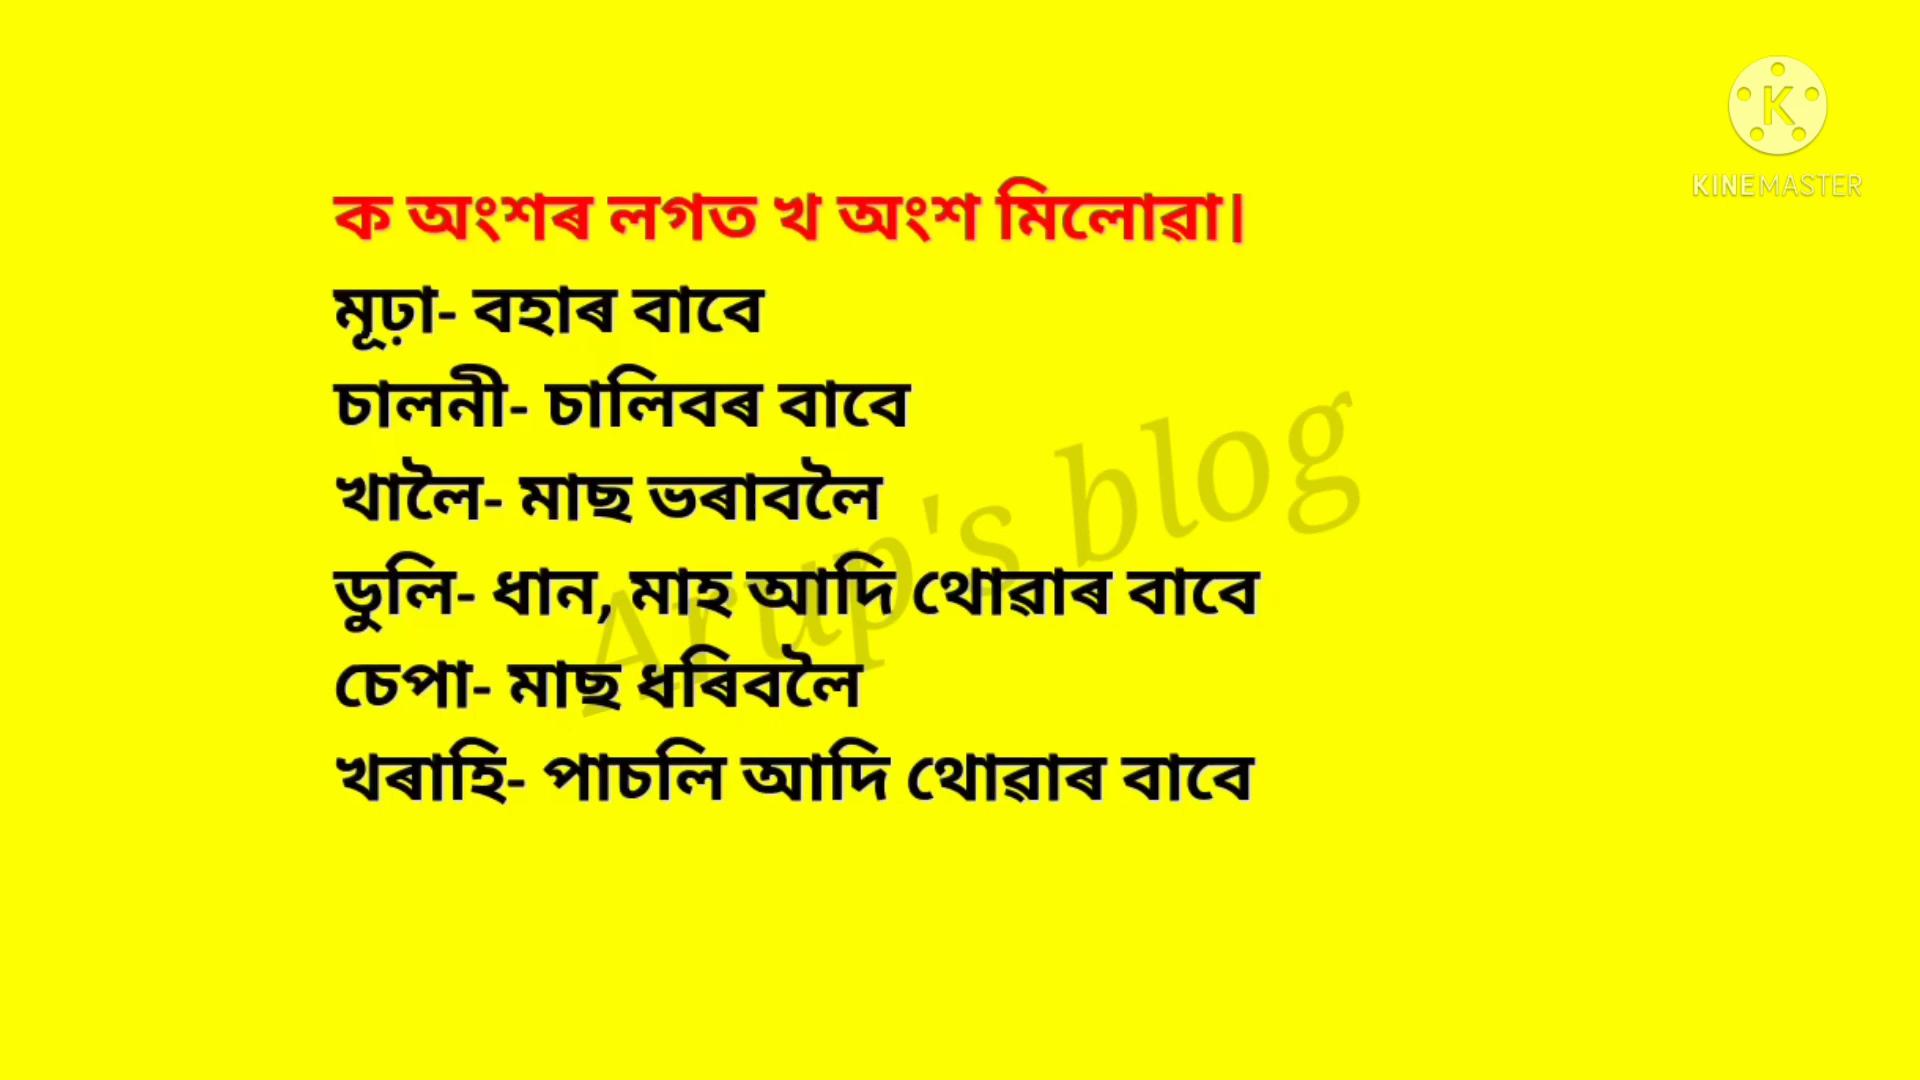 K
KINEMASTER
ক অংশৰ লগত খ অংশ মিলোৱা।
মূঢ়া- বহাৰ বাবে
চালনী- চালিবৰ বাবে
খালৈ- মাছ ভৰাবলৈ
ডুলি- ধান, মাহ আদি থোৱাৰ বাবে
চেপা- মাছ ধৰিবলৈ
খৰাহি- পাচলি আদি থোৱাৰ বাবে
Arup's blog